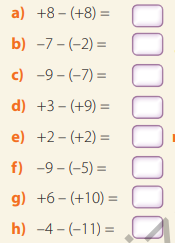 a) +8 – (+8) =
b) –7 – (–2) =
c) –9 – (–7) =
d) +3 – (+9) =
e) +2 – (+2) =
f) –9 – (–5) =
g) +6 – (+10) =
h) –4 – (–11) =